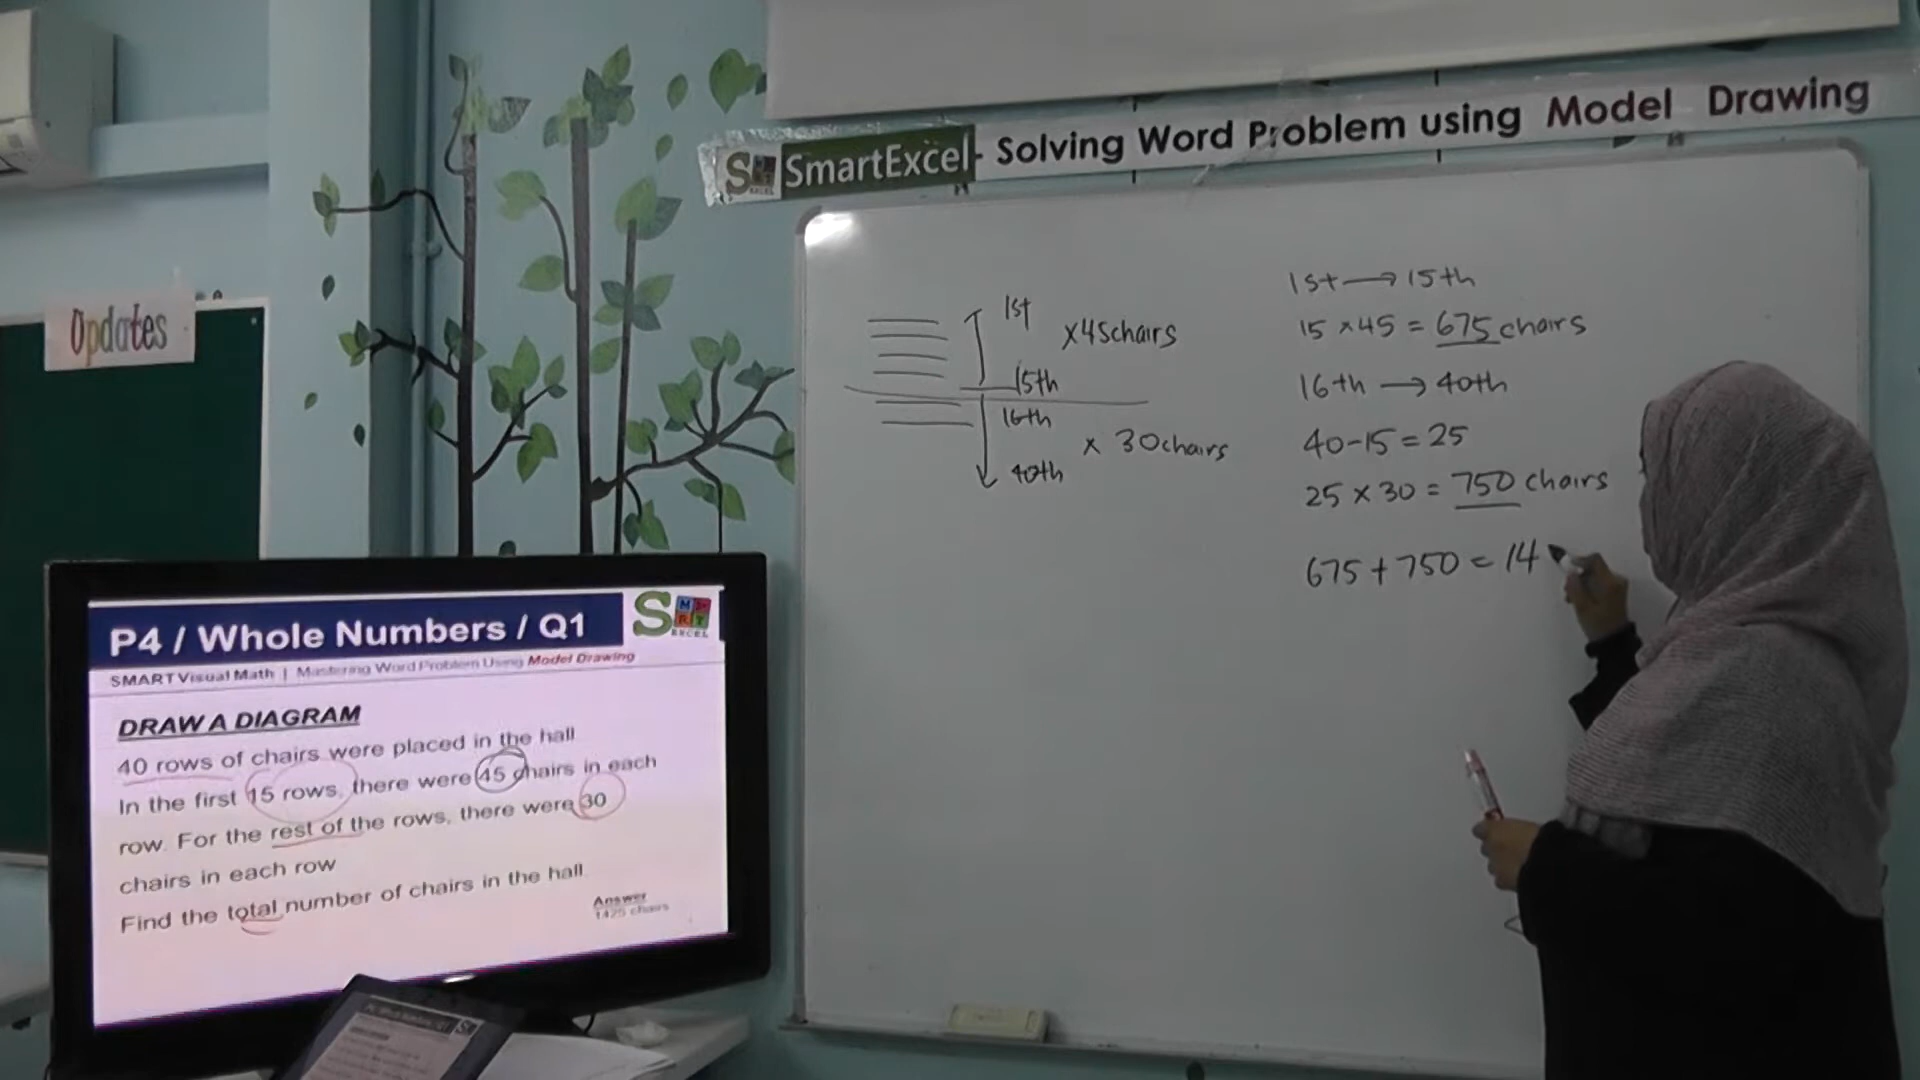 SMART EXCEL SmartExcel - Solving Word Problem using Model Drawing
Updates
1st
x45chairs
15th
16th
x 30chairs
40th
1st → 15th
15 x 45 = 675 chairs
16th → 40th
40-15 = 25
25 x 30 = 750 chairs
675 + 750 = 14
P4 / Whole Numbers / Q1
SMART EXCEL
SMART Visual Math | Mastering Word Problem Using Model Drawing
DRAW A DIAGRAM
40 rows of chairs were placed in the hall
In the first 15 rows, there were 45 chairs in each
row. For the rest of the rows, there were 30
chairs in each row
Find the total number of chairs in the hall
Answer
1425 chairs